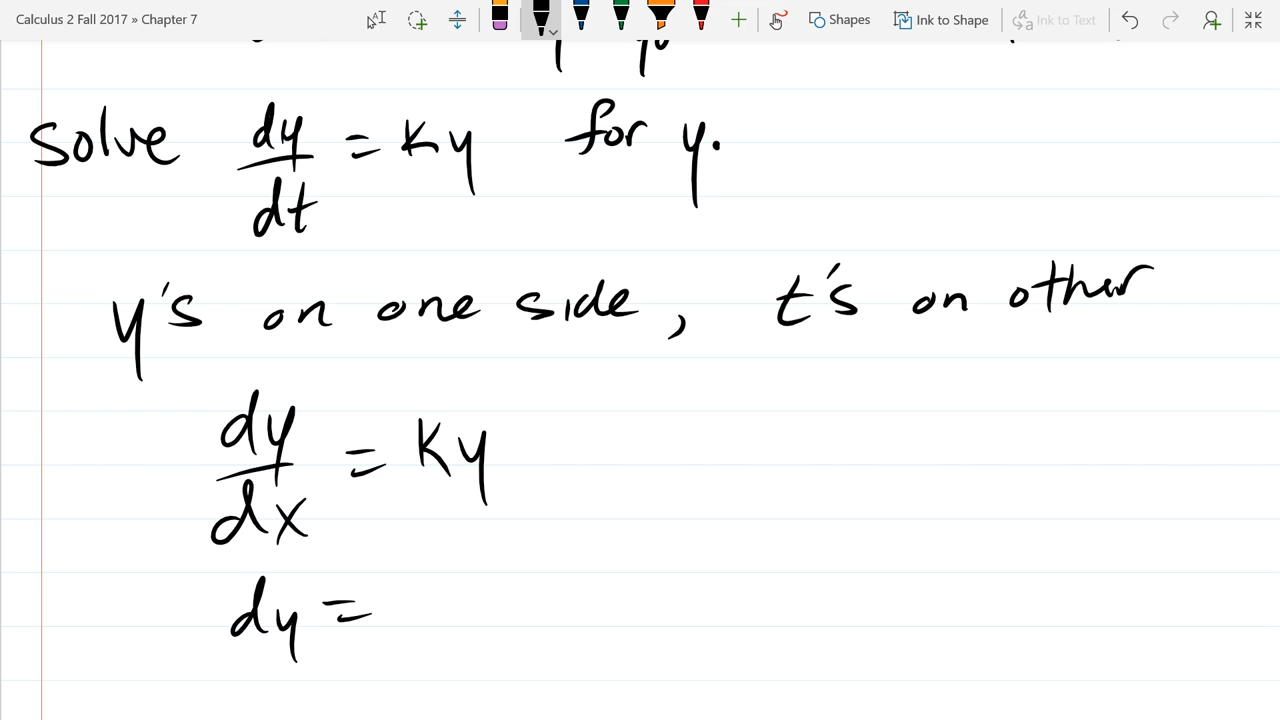 Calculus 2 Fall 2017 » Chapter 7
Shapes
Ink to Shape
Ink to Text
solve dy/dt = ky for y.
y's on one side, t's on other
dy/dx = ky
dy =